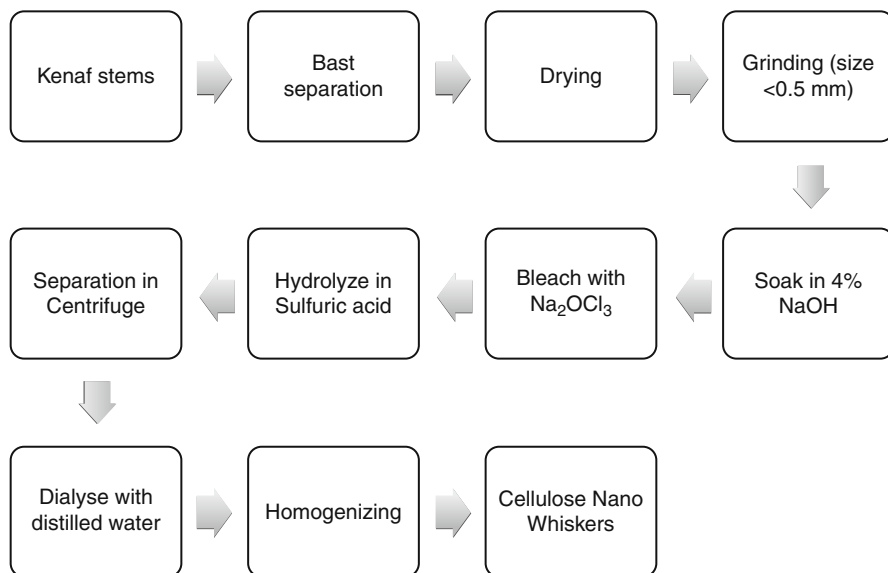 Kenaf stems
Bast
separation
Drying
Grinding (size
<0.5 mm)
Soak in 4%
NaOH
Bleach with
Na₂OCl₃
Hydrolyze in
Sulfuric acid
Separation in
Centrifuge
Dialyse with
distilled water
Homogenizing
Cellulose Nano
Whiskers